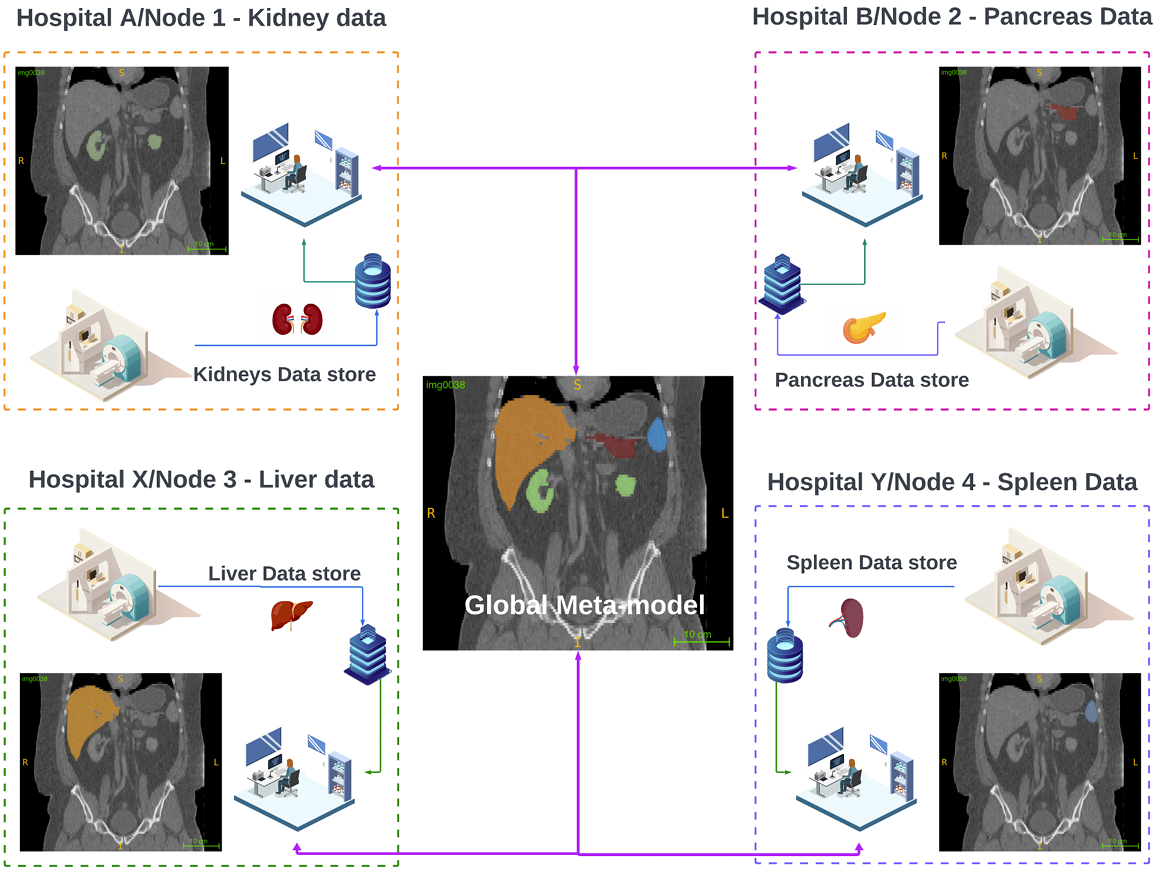 Hospital A/Node 1 - Kidney data
Hospital B/Node 2 - Pancreas Data
img0038
S
R
L
10 cm
I
Kidneys Data store
img0038
S
R
L
10 cm
I
Pancreas Data store
img0038
S
R
L
Global Meta-model
10 cm
I
Hospital X/Node 3 - Liver data
Liver Data store
img0038
S
R
L
10 cm
I
Hospital Y/Node 4 - Spleen Data
Spleen Data store
img0038
S
R
L
10 cm
I